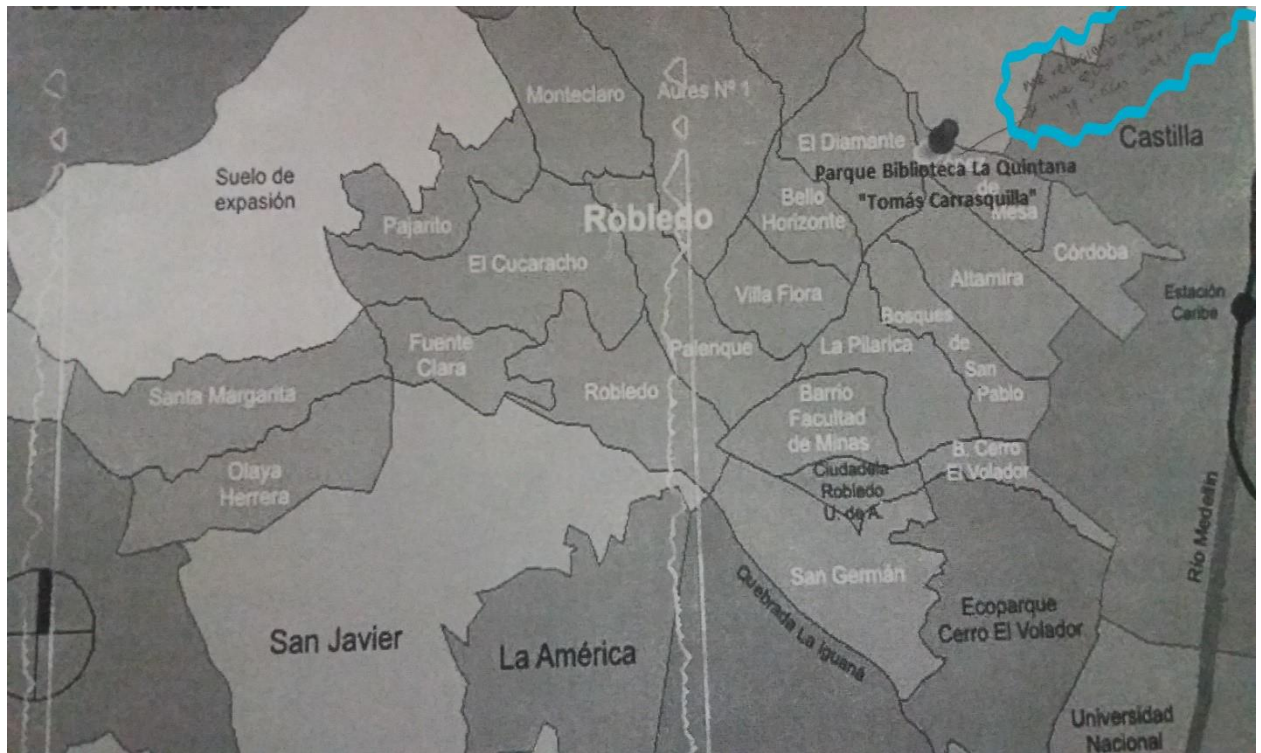 Monteclaro
Aures Nº 1
Castilla
El Diamante
Parque Biblioteca La Quintana
"Tomás Carrasquilla"
de
Mesa
Suelo de
expasión
Pajarito
Robledo
Bello
Horizonte
Córdoba
El Cucaracho
Altamira
Villa Flora
Estación
Caribe
Bosques
de
San
Pablo
Fuente
Clara
Palenque
La Pilarica
Santa Margarita
Robledo
Barrio
Facultad
de Minas
B. Cerro
El Volador
Olaya
Herrera
Ciudadela
Robledo
U. de A.
Río Medellín
San Germán
Quebrada La Iguaná
Ecoparque
Cerro El Volador
San Javier
La América
Universidad
Nacional